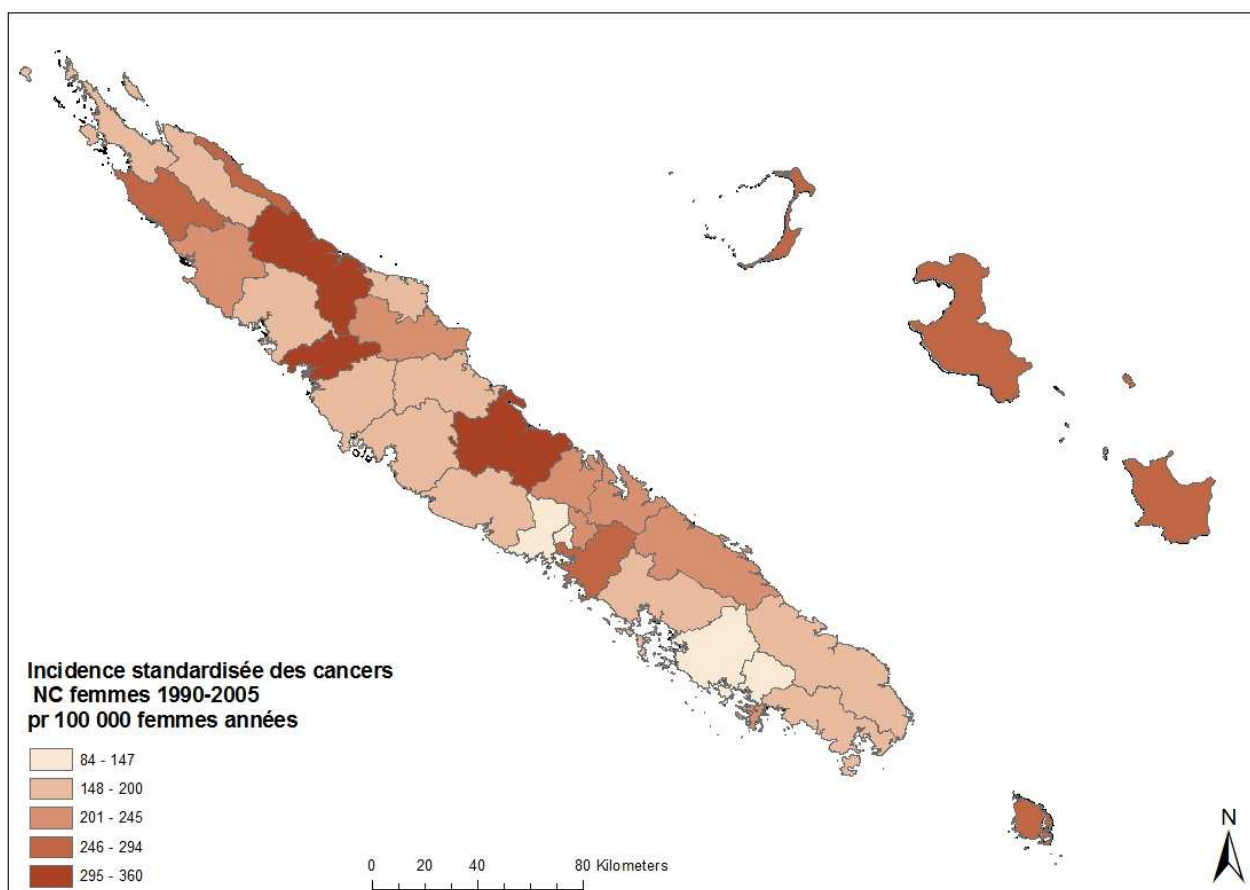 Incidence standardisée des cancers
NC femmes 1990-2005
pr 100 000 femmes années
84 - 147
148 - 200
201 - 245
246 - 294
295 - 360
0 20 40 80 Kilometers
N